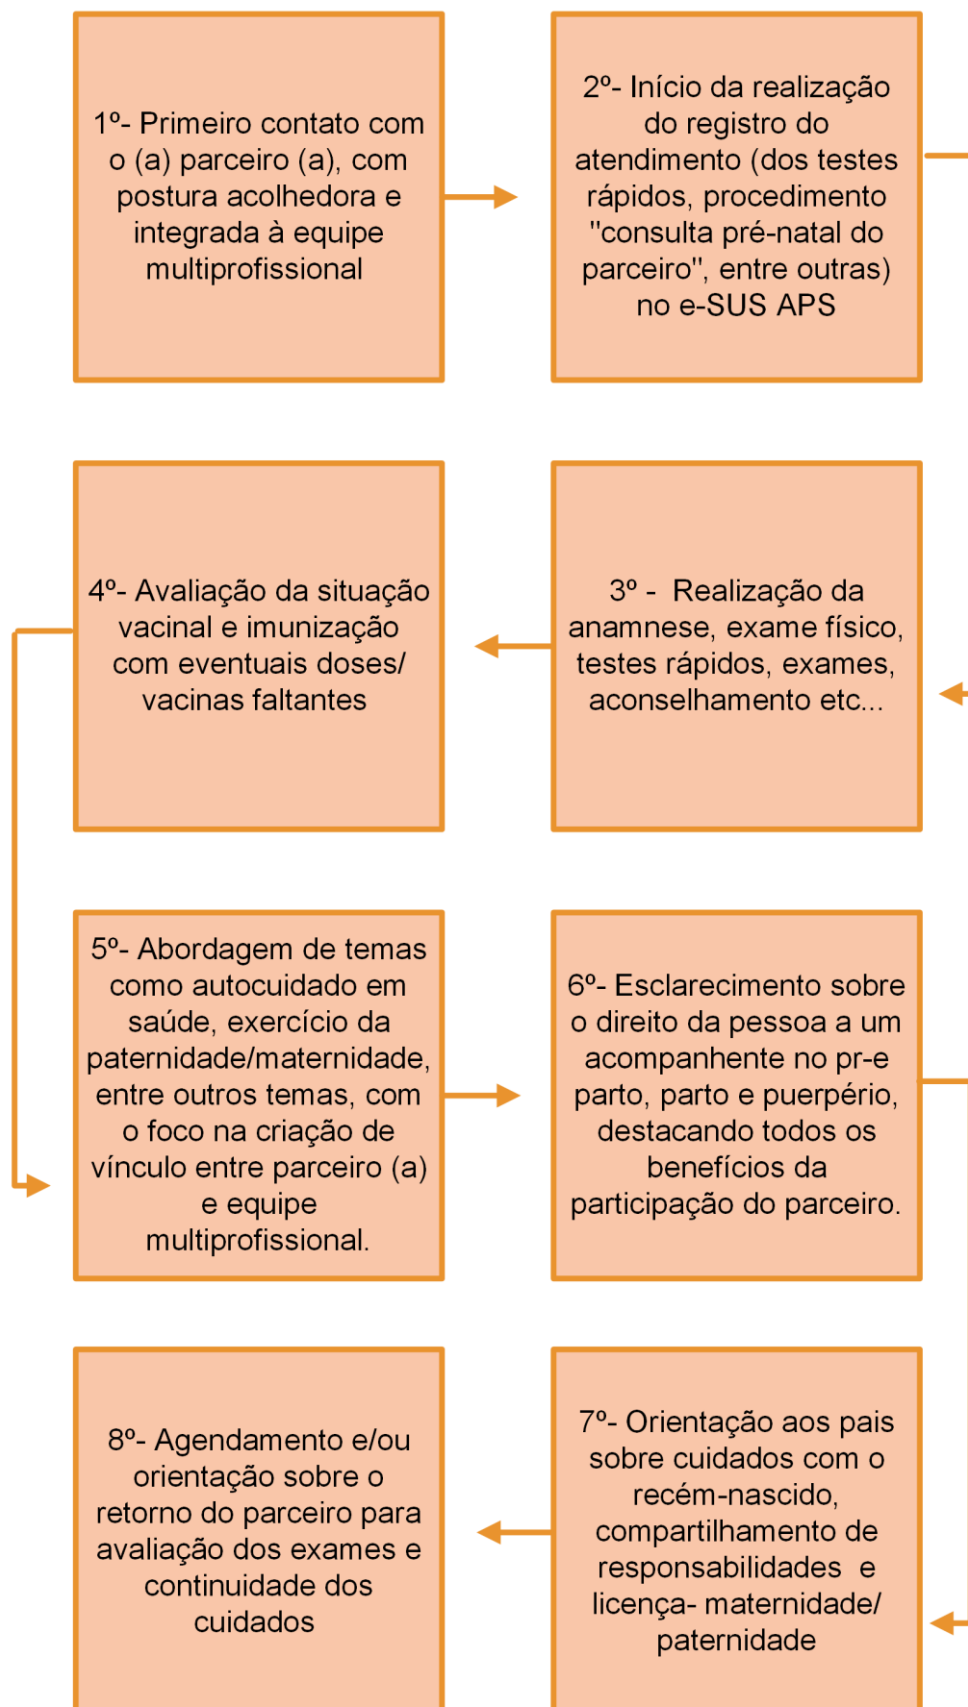 1º- Primeiro contato com
o (a) parceiro (a), com
postura acolhedora e
integrada à equipe
multiprofissional
2º- Início da realização
do registro do
atendimento (dos testes
rápidos, procedimento
"consulta pré-natal do
parceiro", entre outras)
no e-SUS APS
3º - Realização da
anamnese, exame físico,
testes rápidos, exames,
aconselhamento etc...
4º- Avaliação da situação
vacinal e imunização
com eventuais doses/
vacinas faltantes
5º- Abordagem de temas
como autocuidado em
saúde, exercício da
paternidade/maternidade,
entre outros temas, com
o foco na criação de
vínculo entre parceiro (a)
e equipe
multiprofissional.
6º- Esclarecimento sobre
o direito da pessoa a um
acompanhente no pr-e
parto, parto e puerpério,
destacando todos os
benefícios da
participação do parceiro.
7º- Orientação aos pais
sobre cuidados com o
recém-nascido,
compartilhamento de
responsabilidades e
licença- maternidade/
paternidade
8º- Agendamento e/ou
orientação sobre o
retorno do parceiro para
avaliação dos exames e
continuidade dos
cuidados